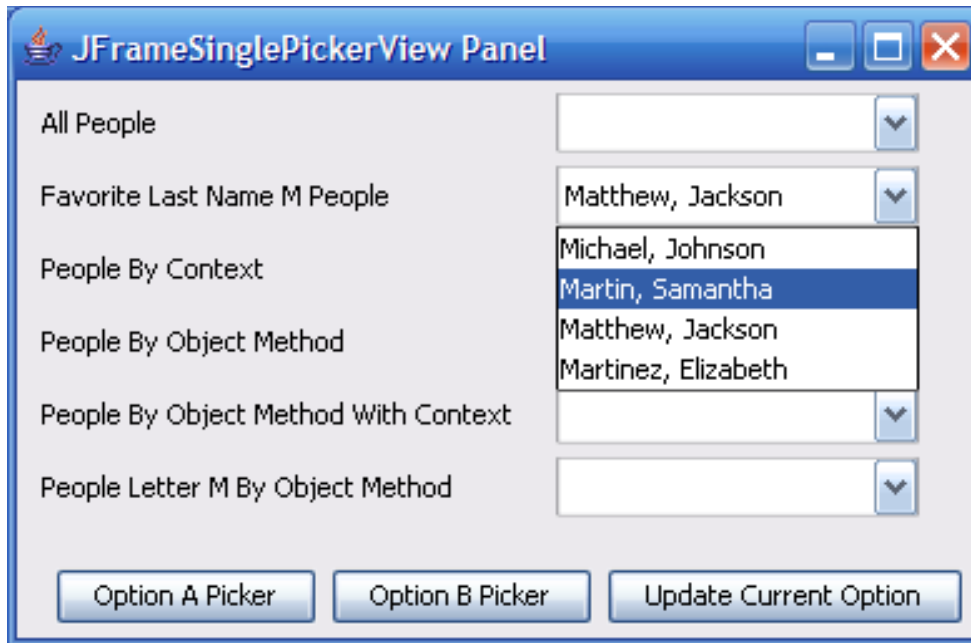 JFrameSinglePickerView Panel
All People
Favorite Last Name M People Matthew, Jackson
Michael, Johnson
People By Context
Martin, Samantha
Matthew, Jackson
People By Object Method
Martinez, Elizabeth
People By Object Method With Context
People Letter M By Object Method
Option A Picker Option B Picker Update Current Option